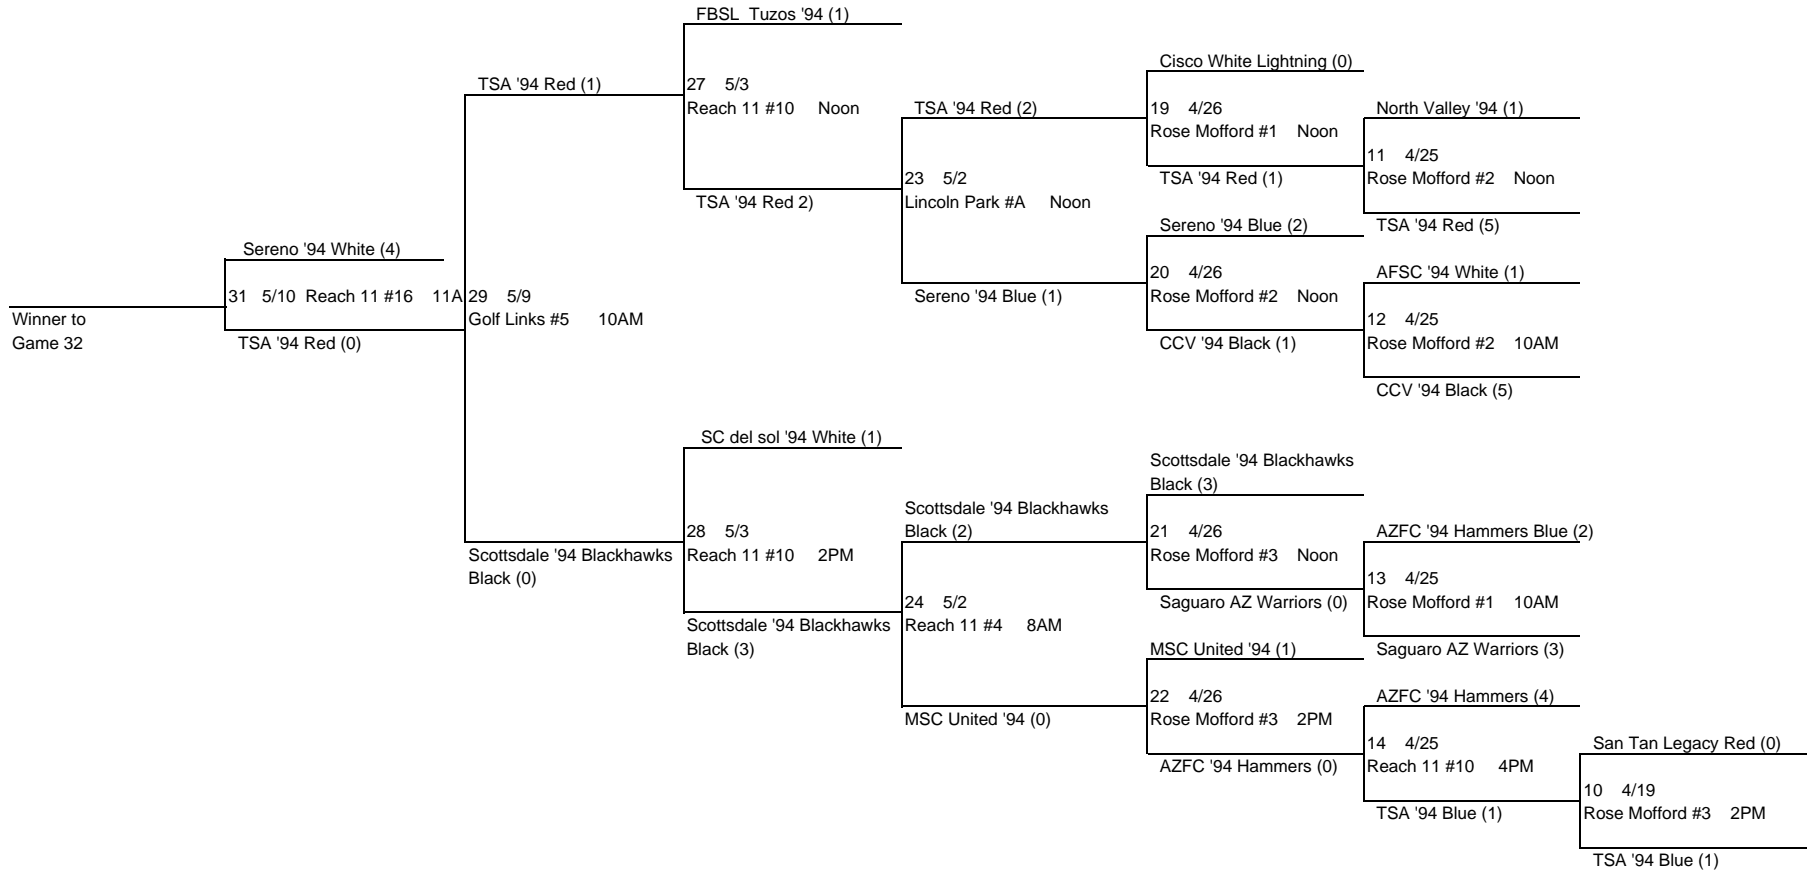 FBSL  Tuzos '94 (1)
Cisco White Lightning (0)
TSA '94 Red (1)
27    5/3
Reach 11 #10    Noon
TSA '94 Red (2)
19    4/26
Rose Mofford #1    Noon
North Valley '94 (1)
11    4/25
Rose Mofford #2    Noon
TSA '94 Red 2)
23    5/2
Lincoln Park #A    Noon
TSA '94 Red (1)
Sereno '94 Blue (2)
TSA '94 Red (5)
Sereno '94 White (4)
20    4/26
Rose Mofford #2    Noon
AFSC '94 White (1)
31   5/10  Reach 11 #16    11A
29    5/9
Golf Links #5    10AM
Sereno '94 Blue (1)
Winner to
Game 32
TSA '94 Red (0)
CCV '94 Black (1)
12    4/25
Rose Mofford #2    10AM
CCV '94 Black (5)
SC del sol '94 White (1)
Scottsdale '94 Blackhawks
Black (3)
Scottsdale '94 Blackhawks
Black (2)
28    5/3
Reach 11 #10    2PM
21    4/26
Rose Mofford #3    Noon
AZFC '94 Hammers Blue (2)
Scottsdale '94 Blackhawks
Black (0)
13    4/25
Rose Mofford #1    10AM
24    5/2
Reach 11 #4    8AM
Saguaro AZ Warriors (0)
Scottsdale '94 Blackhawks
Black (3)
MSC United '94 (1)
Saguaro AZ Warriors (3)
22    4/26
Rose Mofford #3    2PM
AZFC '94 Hammers (4)
MSC United '94 (0)
14    4/25
Reach 11 #10    4PM
San Tan Legacy Red (0)
AZFC '94 Hammers (0)
10    4/19
Rose Mofford #3    2PM
TSA '94 Blue (1)
TSA '94 Blue (1)